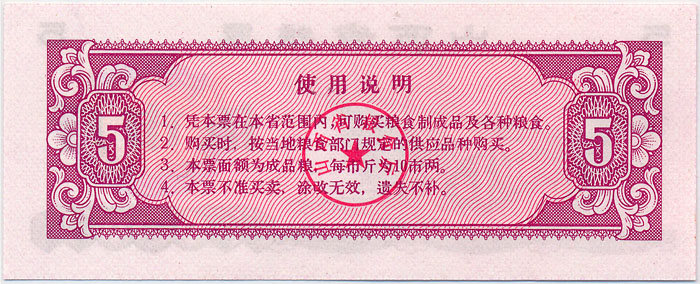 使用说明
5
5
1．凭本票在本省范围内，可购买粮食制成品及各种粮食。
2．购买时，按当地粮食部门规定的供应品种购买。
3．本票面额为成品粮，每市斤为10市两。
4．本票不准买卖，涂改无效，遗失不补。